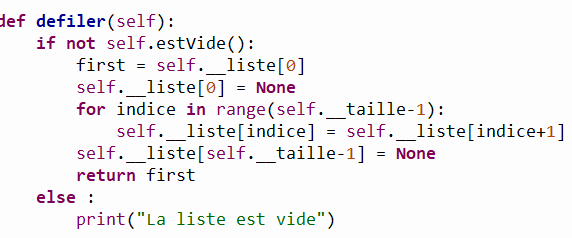 def defiler(self):
    if not self.estVide():
        first = self.__liste[0]
        self.__liste[0] = None
        for indice in range(self.__taille-1):
            self.__liste[indice] = self.__liste[indice+1]
        self.__liste[self.__taille-1] = None
        return first
    else :
        print("La liste est vide")